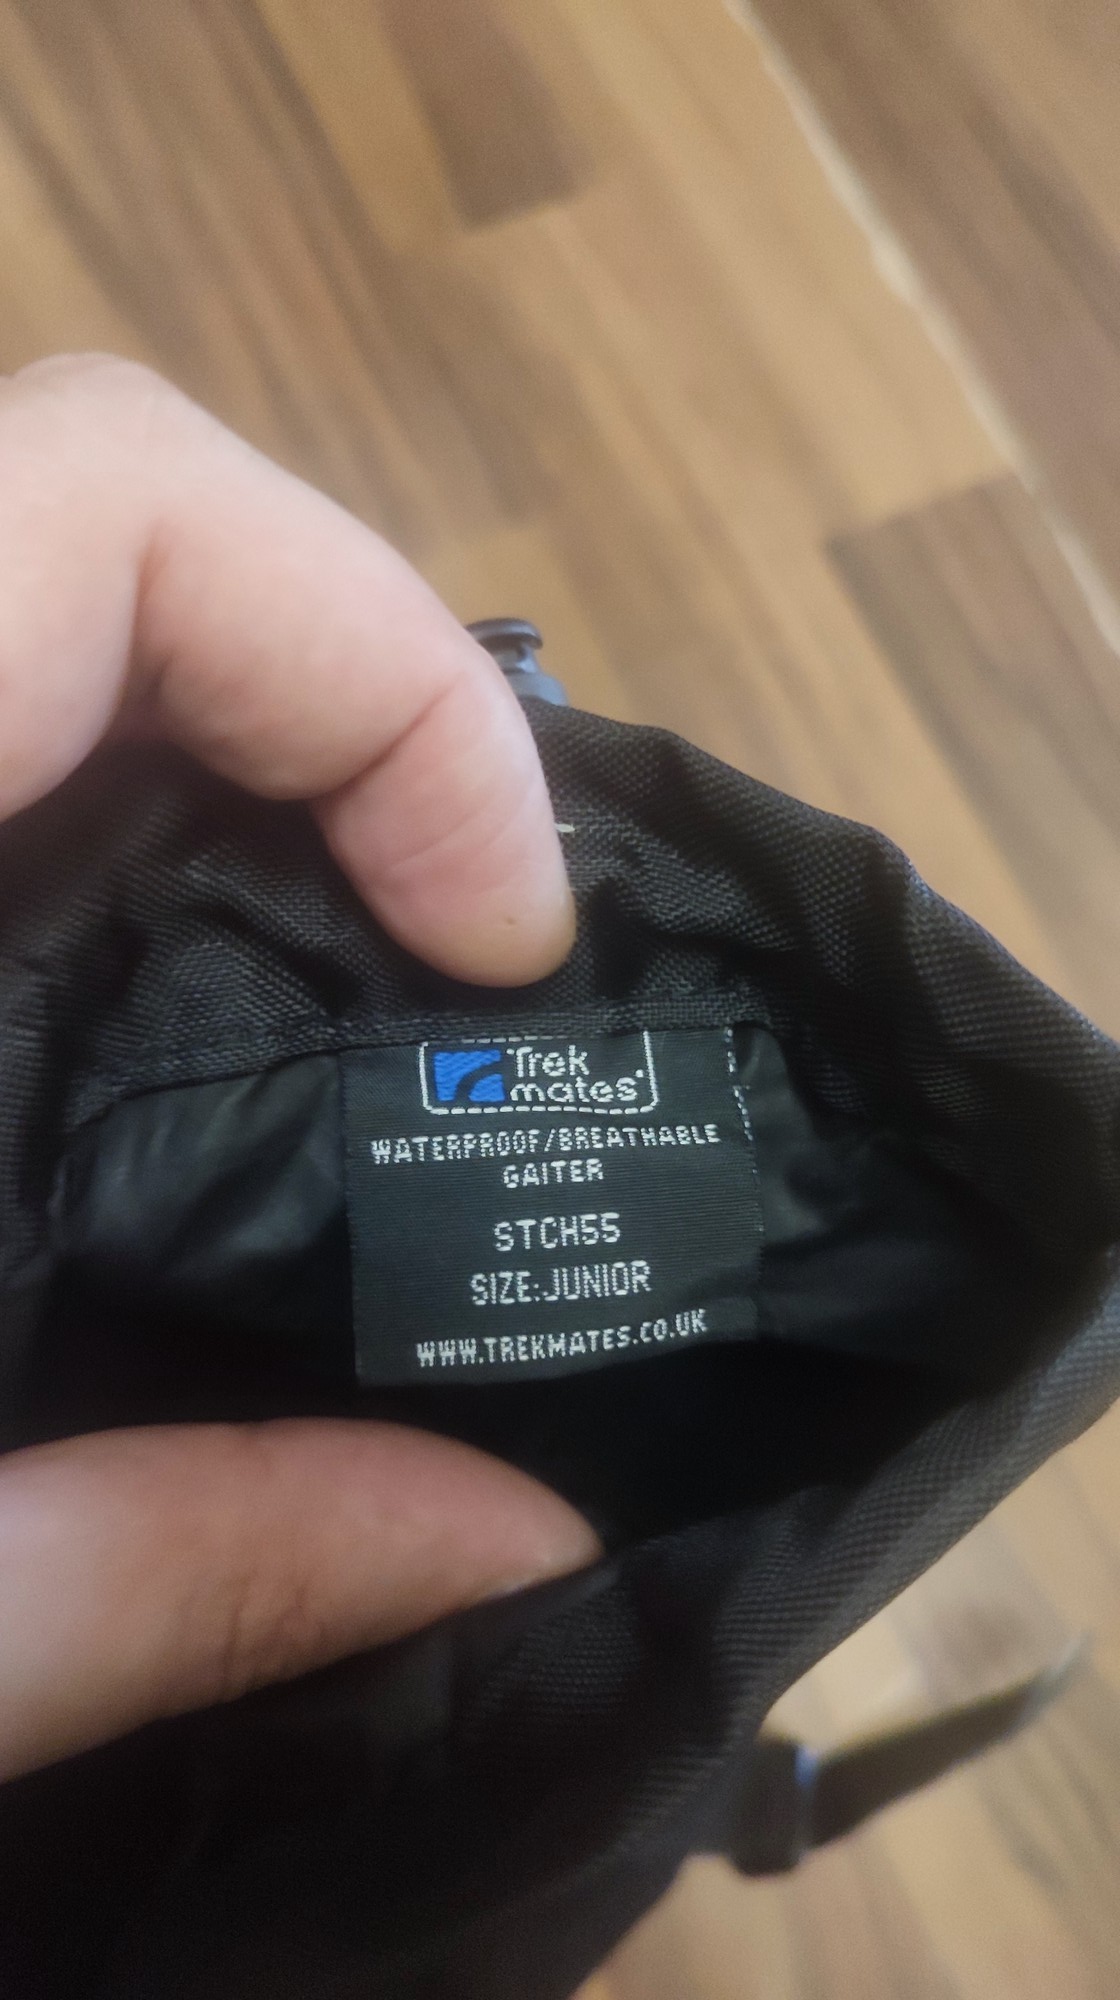 Trek
mates
WATERPROOF/BREATHABLE
GAITER
STCH55
SIZE:JUNIOR
WWW.TREKMATES.CO.UK